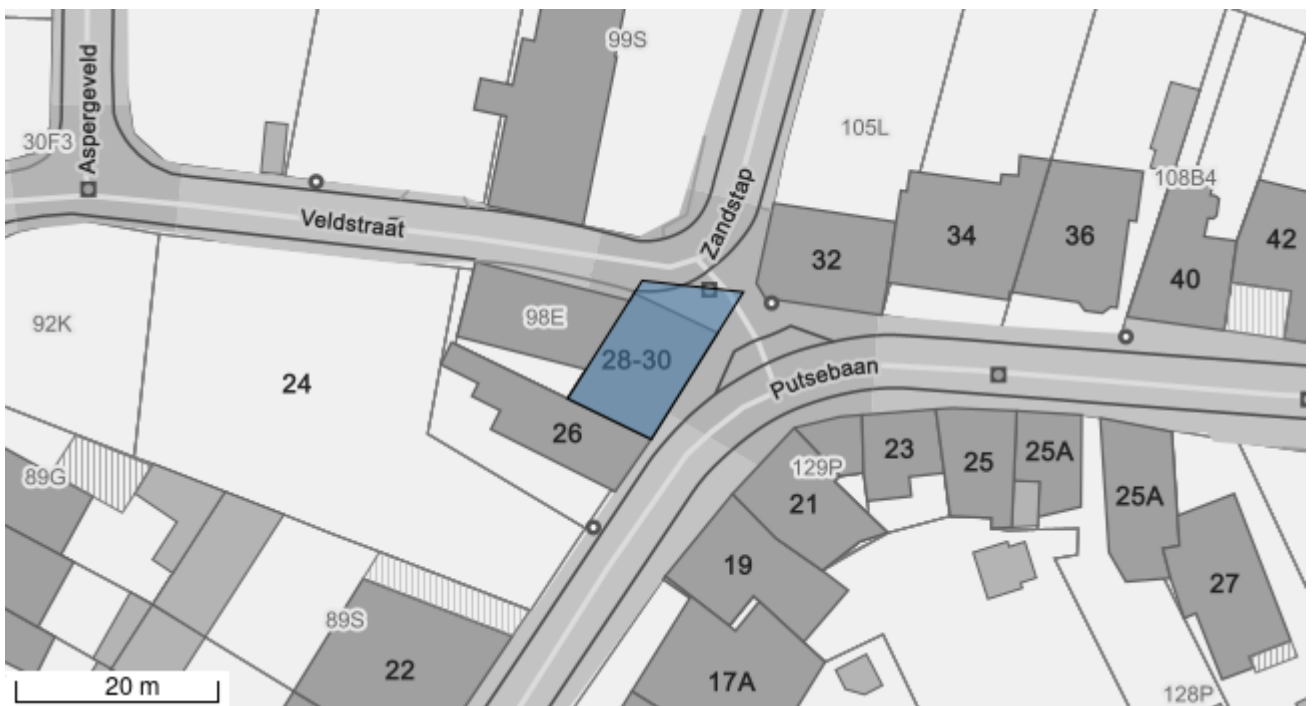 99S
Aspergeveld
30F3
105L
108B4
Veldstraat
Zandstap
32
34
36
40
42
92K
98E
28-30
24
Putsebaan
26
89G
129P
21
23
25
25A
25A
19
27
89S
22
17A
128P
20 m